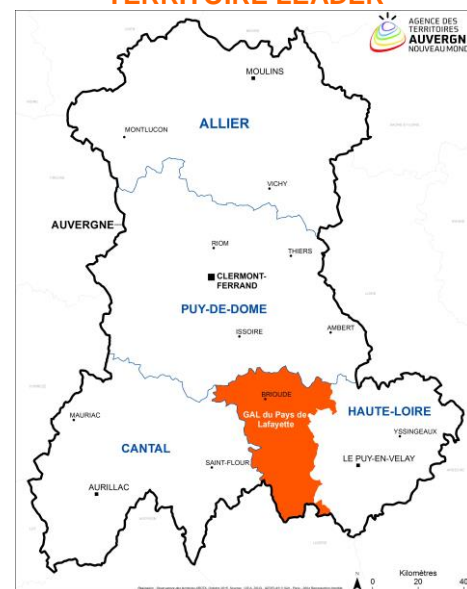 TERRITOIRE LEADER
AGENCE DES
TERRITOIRES
AUVERGN
NOUVEAU MOND
MOULINS
ALLIER
MONTLUCON
VICHY
AUVERGNE
RIOM
THIERS
CLERMONT-
FERRAND
PUY-DE-DOME
ISSOIRE
AMBERT
BRIOUDE
GAL du Pays de
Lafayette
HAUTE-LOIRE
MAURIAC
YSSINGEAUX
CANTAL
SAINT-FLOUR
LE PUY-EN-VELAY
AURILLAC
N
Kilomètres
0 20 40